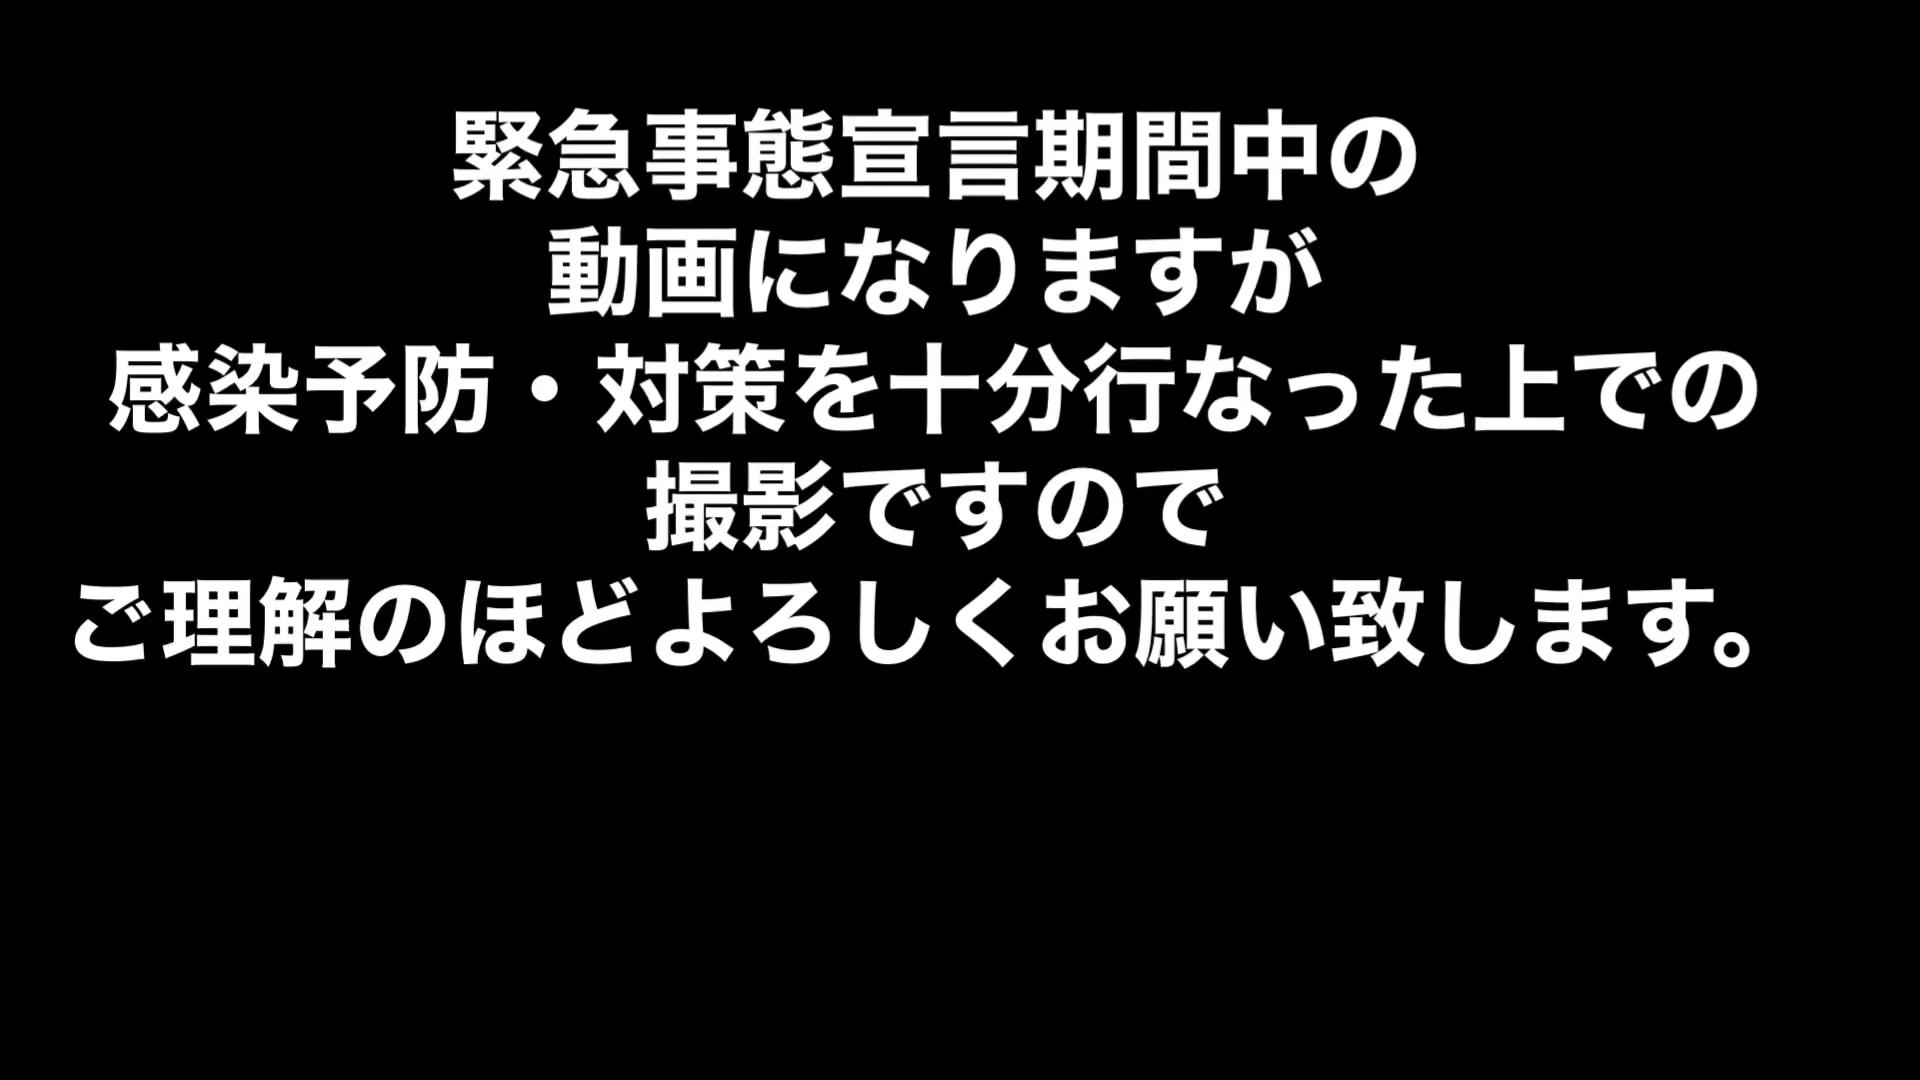 緊急事態宣言期間中の
動画になりますが
感染予防・対策を十分行なった上での
撮影ですので
ご理解のほどよろしくお願い致します。